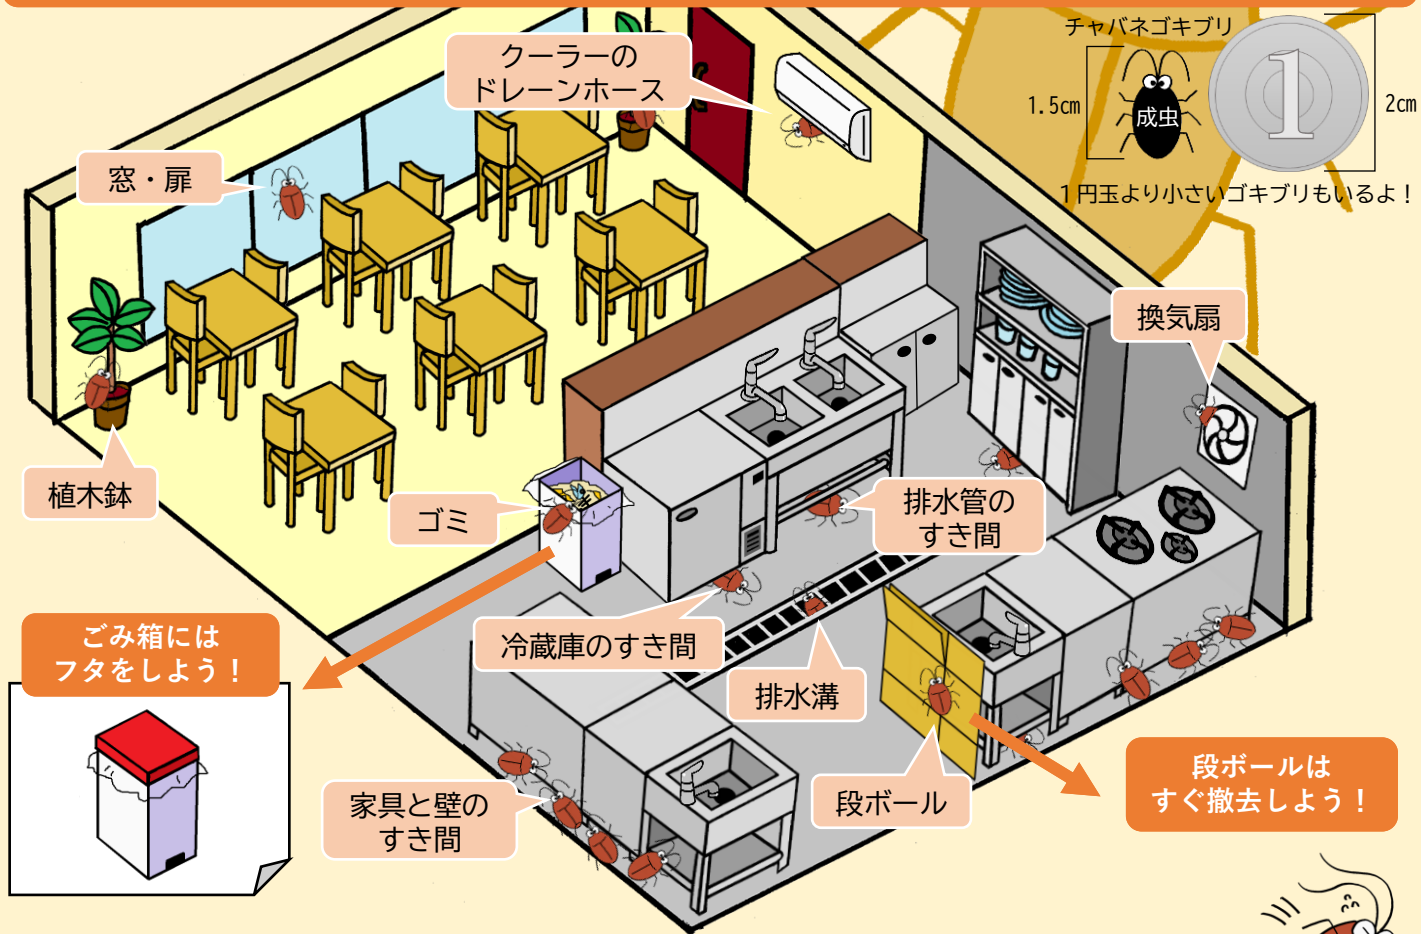 チャバネゴキブリ
1.5cm
成虫
1
2cm
1円玉より小さいゴキブリもいるよ！
クーラーの
ドレーンホース
窓・扉
換気扇
植木鉢
ゴミ
排水管の
すき間
冷蔵庫のすき間
排水溝
ごみ箱には
フタをしよう！
家具と壁の
すき間
段ボール
段ボールは
すぐ撤去しよう！